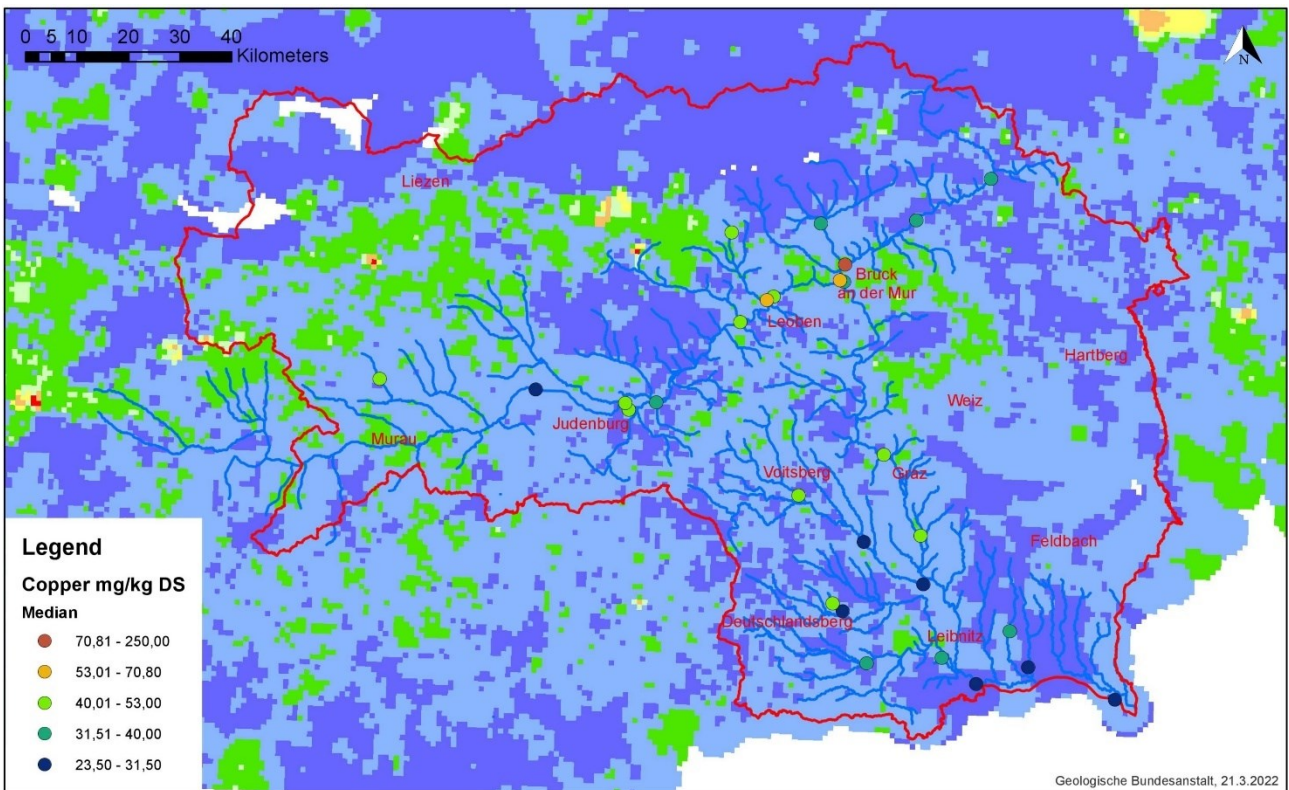 0 5 10 20 30 40
Kilometers
N
Liezen
Bruck
an der Mur
Leoben
Hartberg
Weiz
Judenburg
Murau
Voitsberg
Graz
Feldbach
Deutschlandsberg
Leibnitz
Legend
Copper mg/kg DS
Median
70,81 - 250,00
53,01 - 70,80
40,01 - 53,00
31,51 - 40,00
23,50 - 31,50
Geologische Bundesanstalt, 21.3.2022